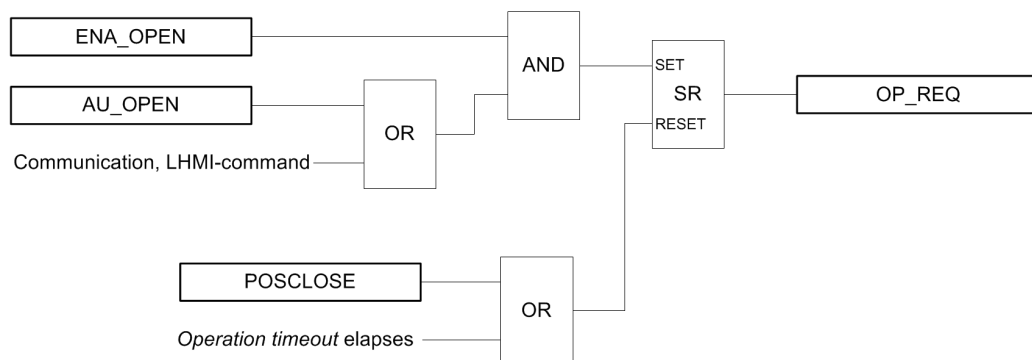 ENA_OPEN
AND
SET
SR
RESET
OP_REQ
AU_OPEN
OR
Communication, LHMI-command
POSCLOSE
OR
Operation timeout elapses